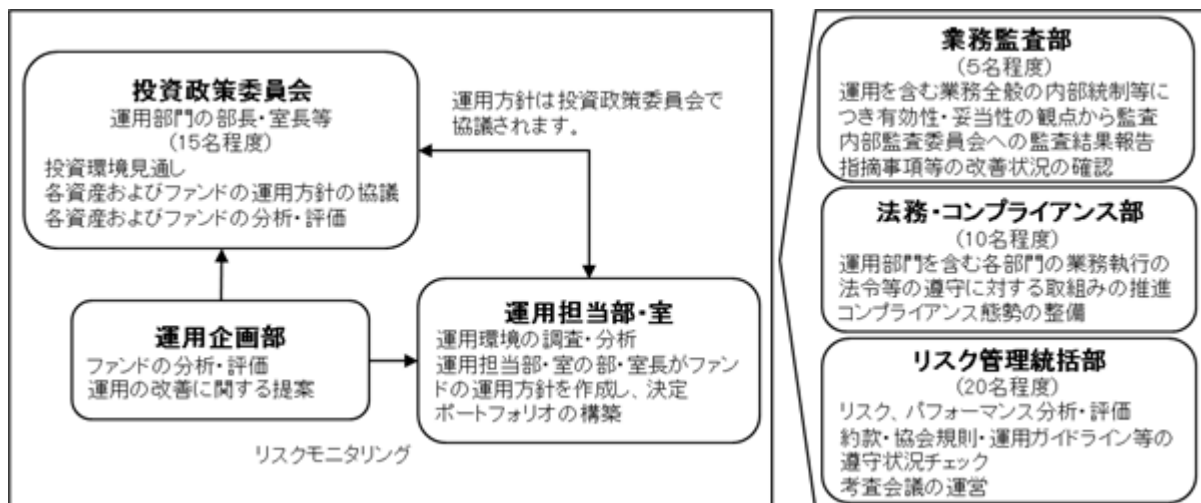 投資政策委員会
運用部門の部長・室長等
(15名程度)
投資環境見通し
各資産およびファンドの運用方針の協議
各資産およびファンドの分析・評価
運用方針は投資政策委員会で
協議されます。
運用企画部
ファンドの分析・評価
運用の改善に関する提案
運用担当部・室
運用環境の調査・分析
運用担当部・室の部・室長がファン
ドの運用方針を作成し、決定
ポートフォリオの構築
リスクモニタリング
業務監査部
(5名程度)
運用を含む業務全般の内部統制等に
つき有効性・妥当性の観点から監査
内部監査委員会への監査結果報告
指摘事項等の改善状況の確認
法務・コンプライアンス部
(10名程度)
運用部門を含む各部門の業務執行の
法令等の遵守に対する取組みの推進
コンプライアンス態勢の整備
リスク管理統括部
(20名程度)
リスク、パフォーマンス分析・評価
約款・協会規則・運用ガイドライン等の
遵守状況チェック
考査会議の運営